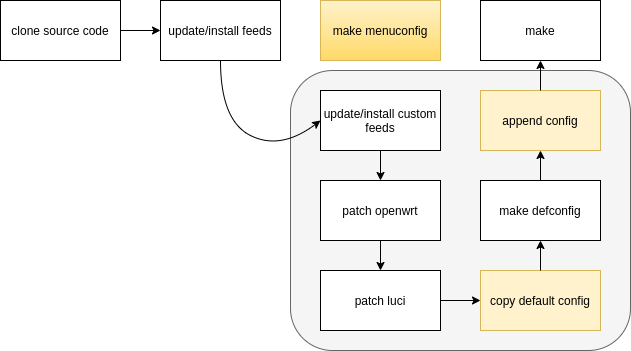 clone source code
update/install feeds
make menuconfig
make
update/install custom
feeds
append config
patch openwrt
make defconfig
patch luci
copy default config